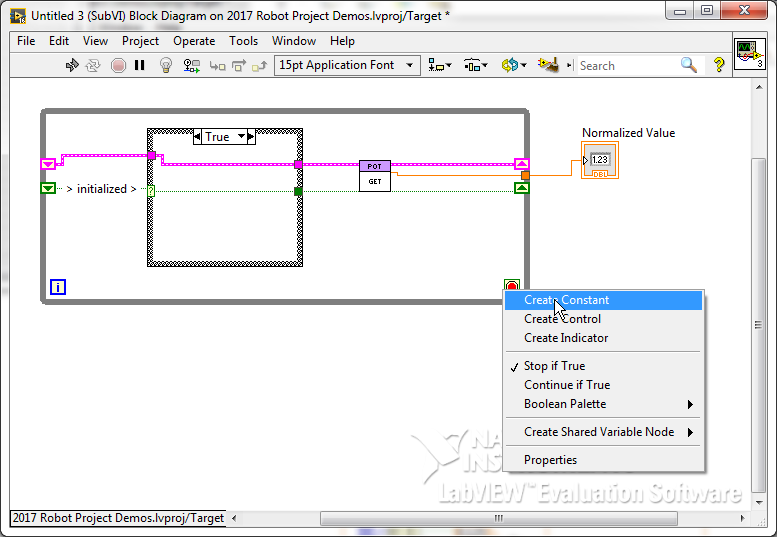 Untitled 3 (SubVI) Block Diagram on 2017 Robot Project Demos.lvproj/Target *
File Edit View Project Operate Tools Window Help
15pt Application Font
Search
?
3
True
Normalized Value
1.23
DBL
POT
GET
> initialized >
?
i
Create Constant
Create Control
Create Indicator
Stop if True
Continue if True
Boolean Palette
Create Shared Variable Node
Properties
NA
INS
LabVIEW™ Evaluation Software
2017 Robot Project Demos.lvproj/Target